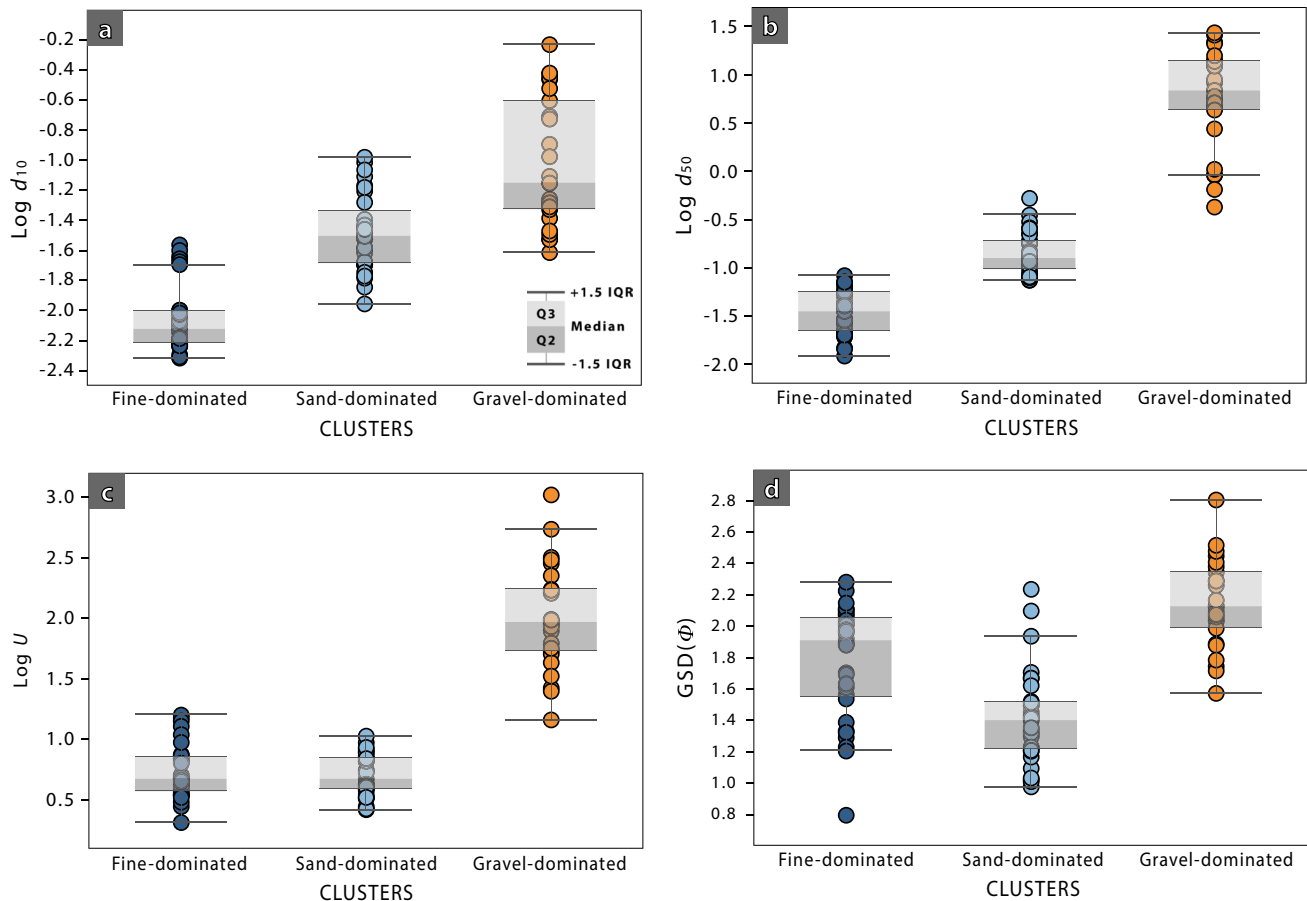 a
-0.2
-0.4
-0.6
-0.8
-1.0
-1.2
-1.4
-1.6
-1.8
-2.0
-2.2
-2.4
Log d10
+1.5 IQR
Q3
Median
Q2
-1.5 IQR
Fine-dominated Sand-dominated Gravel-dominated
CLUSTERS
b
1.5
1.0
0.5
0.0
-0.5
-1.0
-1.5
-2.0
Log d50
Fine-dominated Sand-dominated Gravel-dominated
CLUSTERS
c
3.0
2.5
2.0
1.5
1.0
0.5
Log U
Fine-dominated Sand-dominated Gravel-dominated
CLUSTERS
d
2.8
2.6
2.4
2.2
2.0
1.8
1.6
1.4
1.2
1.0
0.8
GSD(Φ)
Fine-dominated Sand-dominated Gravel-dominated
CLUSTERS